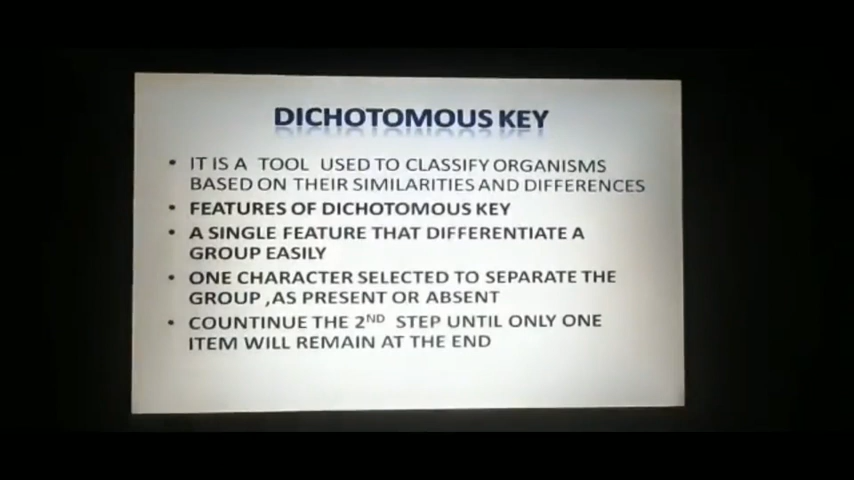 DICHOTOMOUS KEY
• IT IS A TOOL USED TO CLASSIFY ORGANISMS
BASED ON THEIR SIMILARITIES AND DIFFERENCES
• FEATURES OF DICHOTOMOUS KEY
• A SINGLE FEATURE THAT DIFFERENTIATE A
GROUP EASILY
• ONE CHARACTER SELECTED TO SEPARATE THE
GROUP ,AS PRESENT OR ABSENT
• COUNTINUE THE 2ND STEP UNTIL ONLY ONE
ITEM WILL REMAIN AT THE END